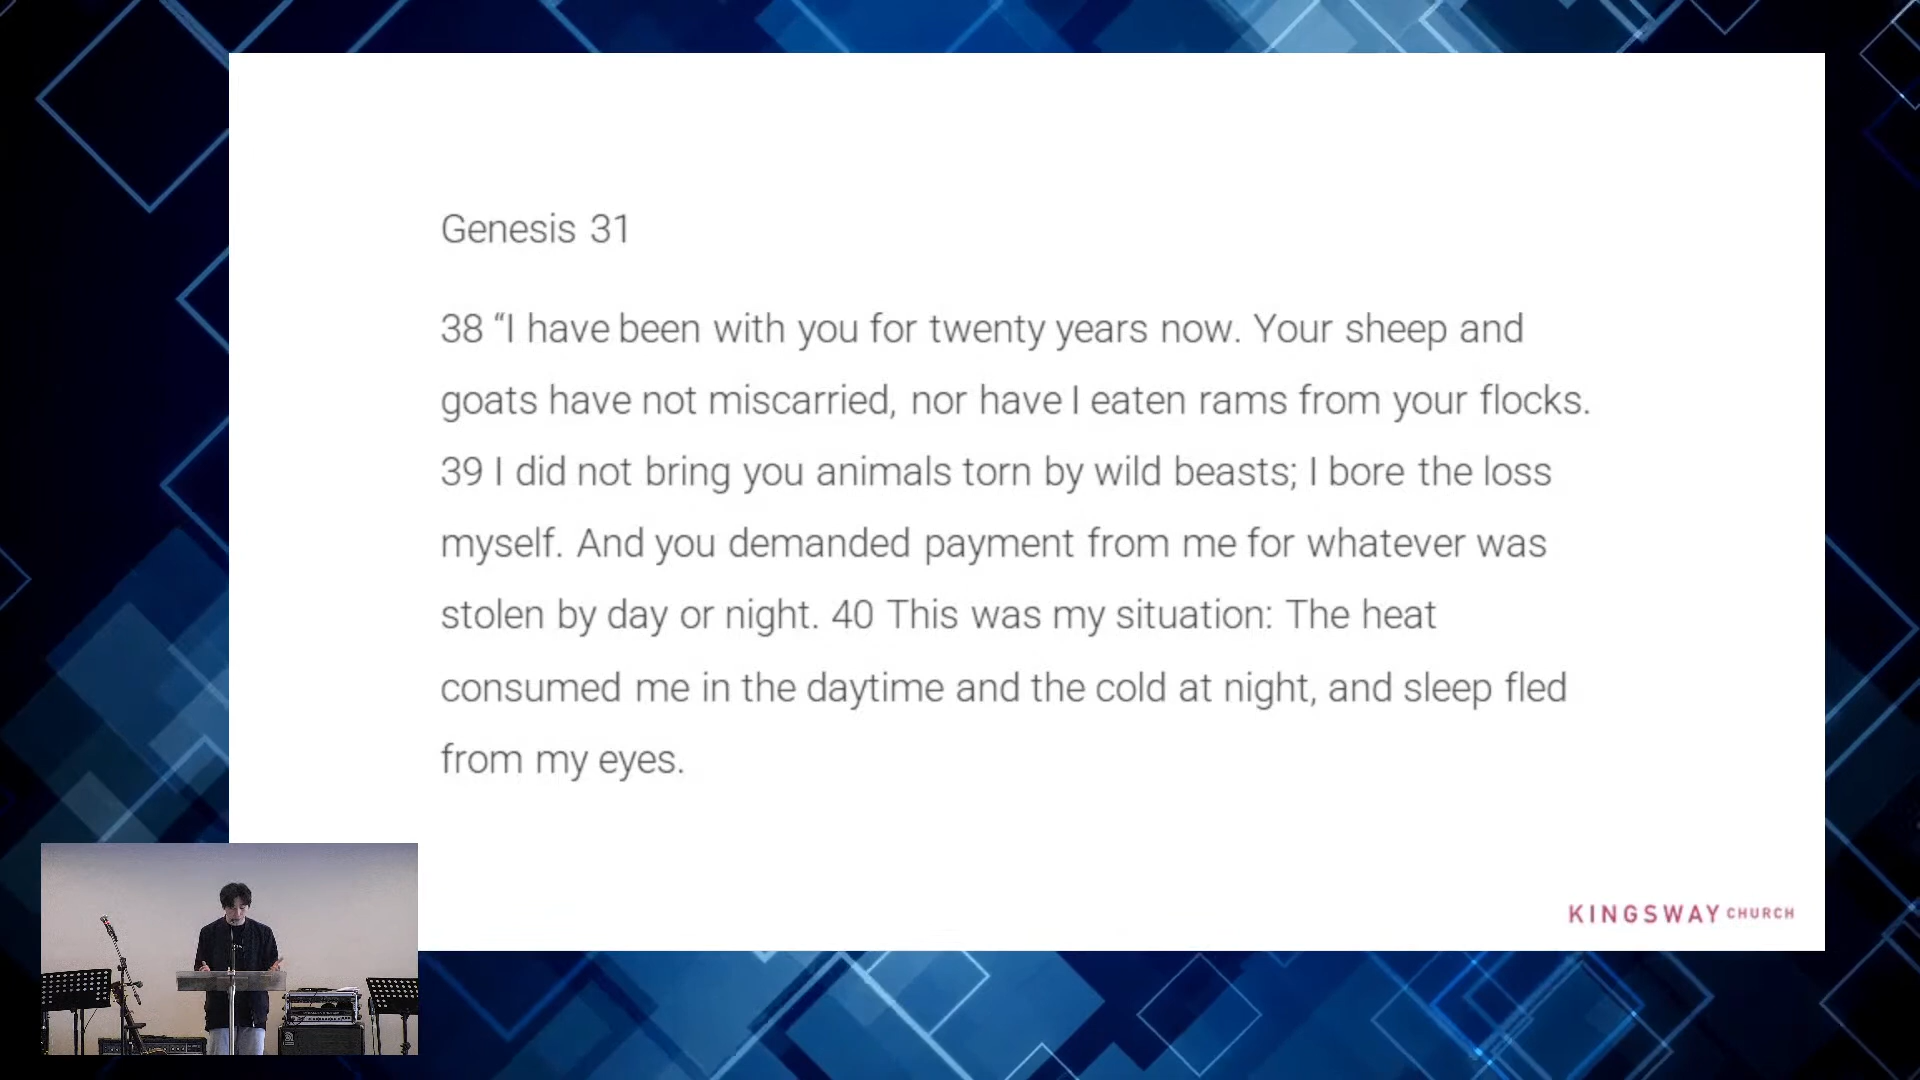 Genesis 31
38 “I have been with you for twenty years now. Your sheep and
goats have not miscarried, nor have I eaten rams from your flocks.
39 I did not bring you animals torn by wild beasts; I bore the loss
myself. And you demanded payment from me for whatever was
stolen by day or night. 40 This was my situation: The heat
consumed me in the daytime and the cold at night, and sleep fled
from my eyes.
KINGSWAY CHURCH